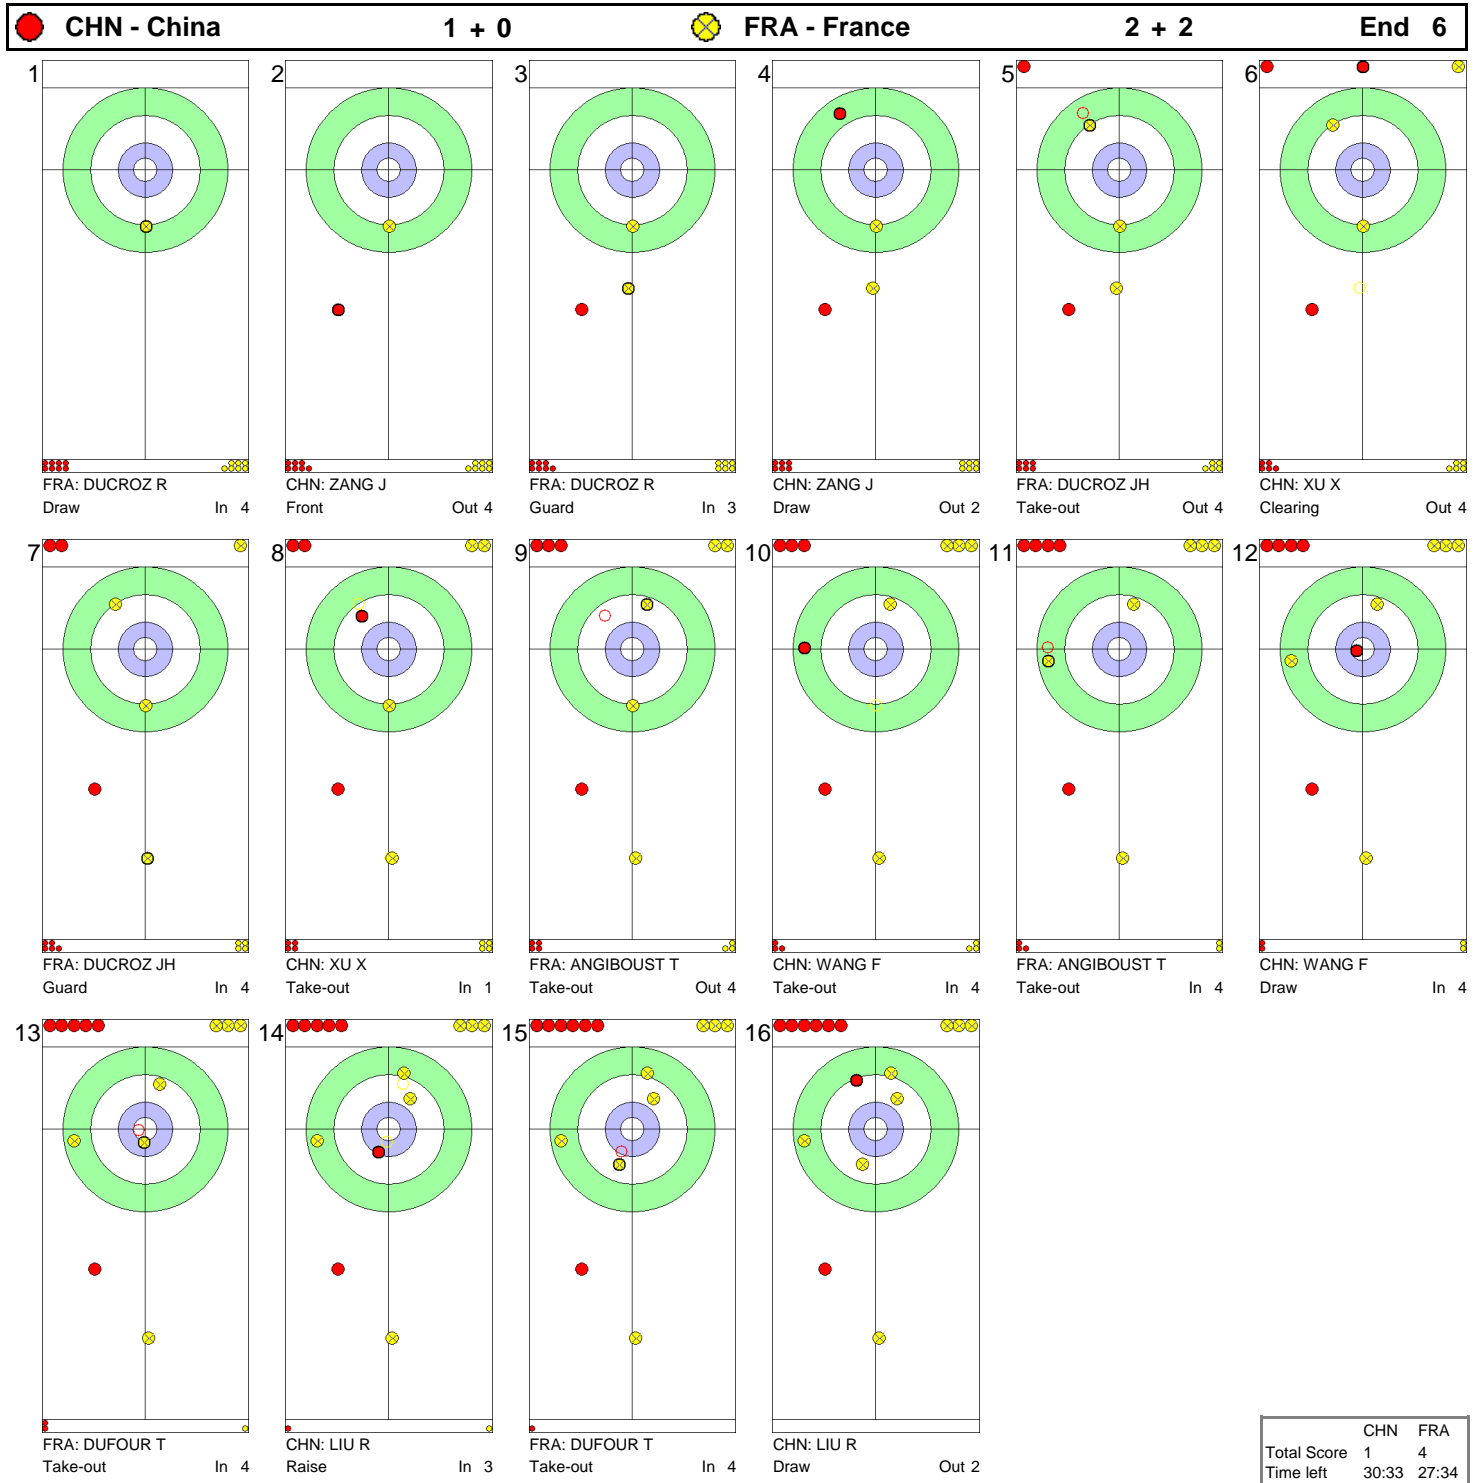 CHN - China 1 + 0 FRA - France 2 + 2 End 6
1 2 3 4 5 6
FRA: DUCROZ R CHN: ZANG J FRA: DUCROZ R CHN: ZANG J FRA: DUCROZ JH CHN: XU X
Draw In 4 Front Out 4 Guard In 3 Draw Out 2 Take-out Out 4 Clearing Out 4
7 8 9 10 11 12
FRA: DUCROZ JH CHN: XU X FRA: ANGIBOUST T CHN: WANG F FRA: ANGIBOUST T CHN: WANG F
Guard In 4 Take-out In 1 Take-out Out 4 Take-out In 4 Take-out In 4 Draw In 4
13 14 15 16
FRA: DUFOUR T CHN: LIU R FRA: DUFOUR T CHN: LIU R
Take-out In 4 Raise In 3 Take-out In 4 Draw Out 2
CHN FRA
Total Score 1 4
Time left 30:33 27:34